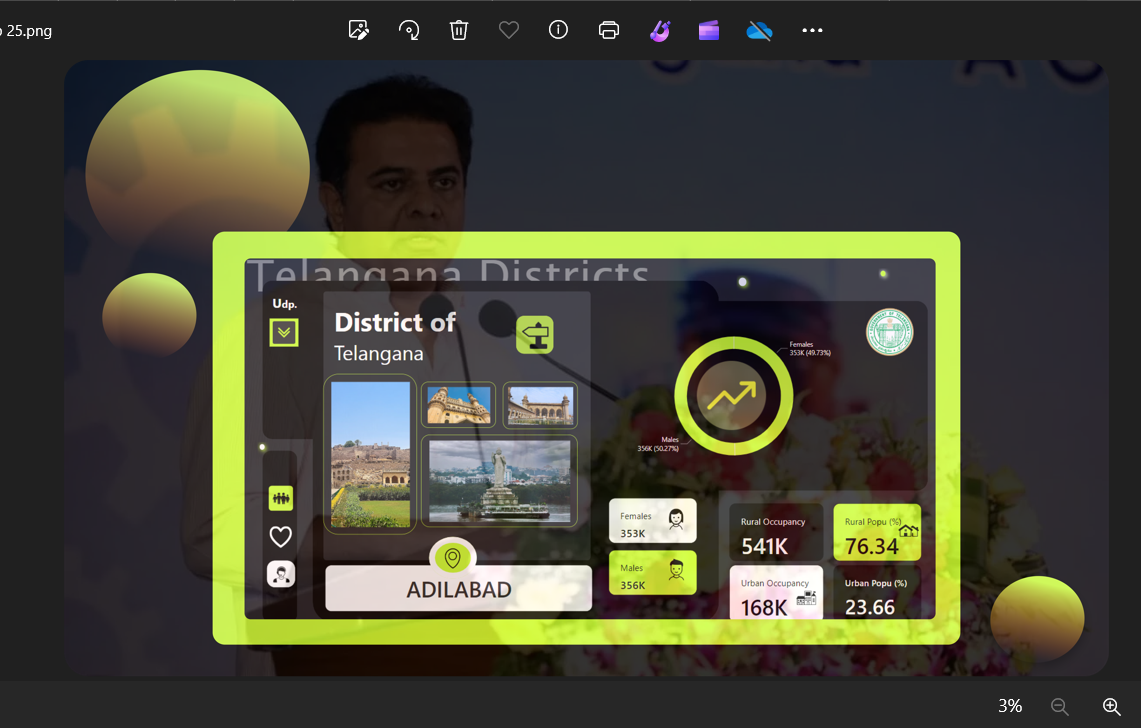 25.png
Telangana Districts
Udp.
District of
Telangana
Females
353K (49.73%)
Males
356K (50.27%)
Females
353K
Males
356K
Rural Occupancy
541K
Rural Popu (%)
76.34
Urban Occupancy
168K
Urban Popu (%)
23.66
ADILABAD
3%